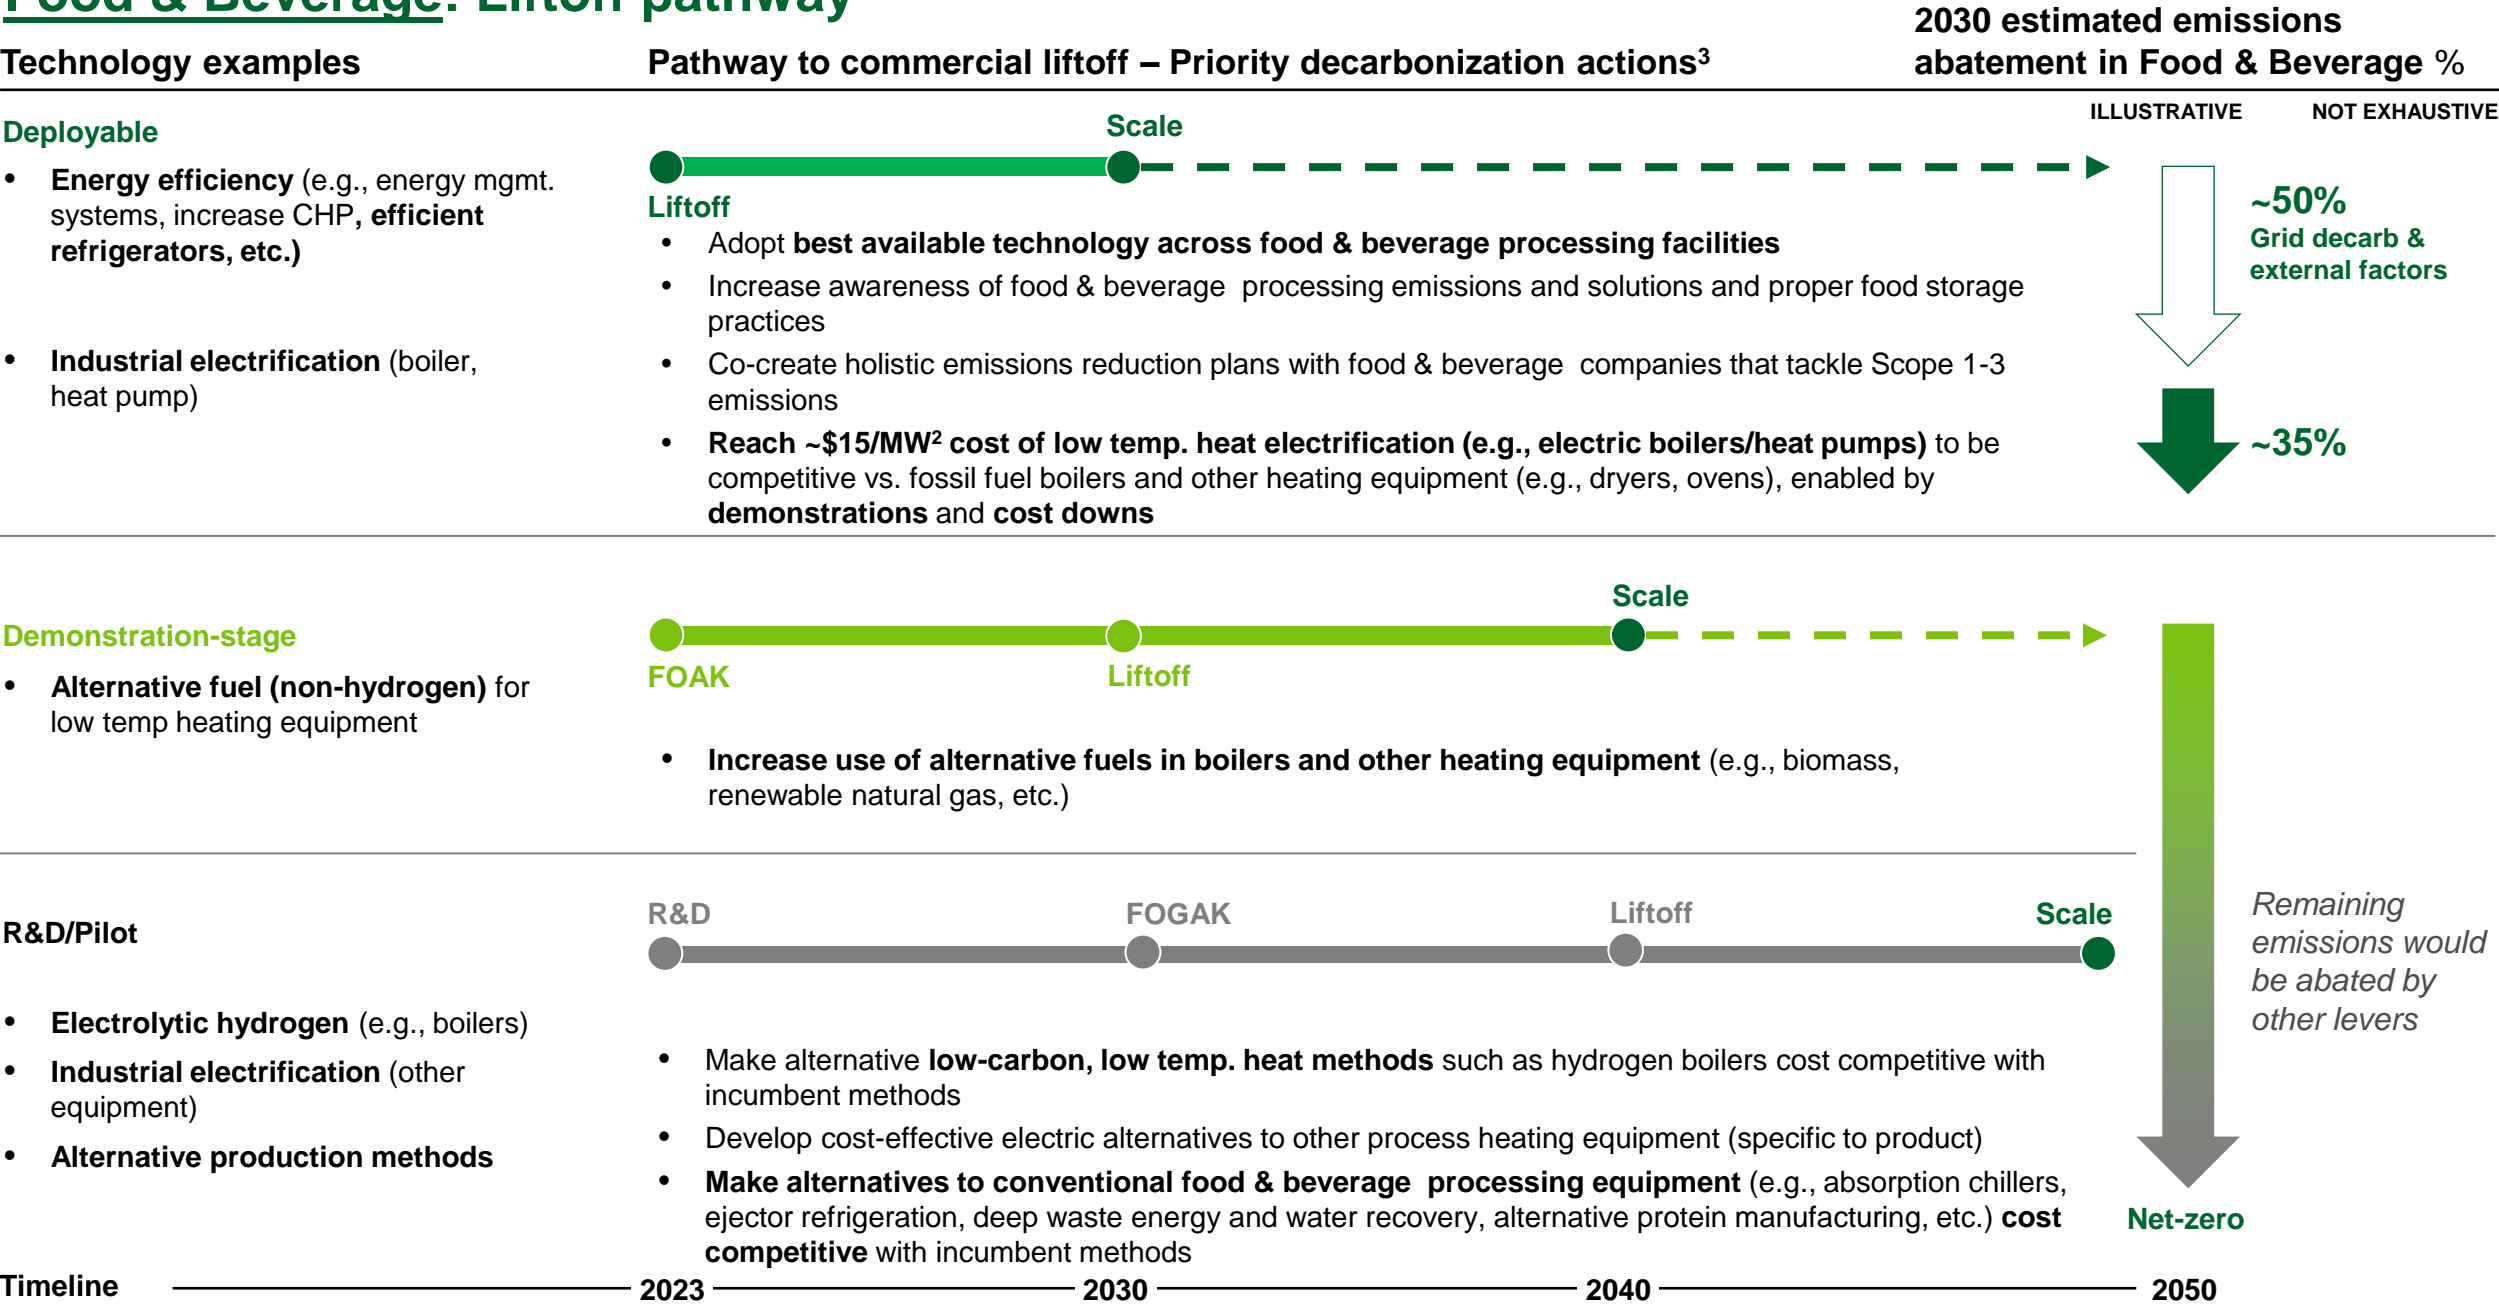 Food & Beverage: Liftoff pathway
2030 estimated emissions
abatement in Food & Beverage %
Technology examples
Pathway to commercial liftoff – Priority decarbonization actions³
ILLUSTRATIVE
NOT EXHAUSTIVE
Deployable
• Energy efficiency (e.g., energy mgmt.
systems, increase CHP, efficient
refrigerators, etc.)
• Industrial electrification (boiler,
heat pump)
Scale
Liftoff
• Adopt best available technology across food & beverage processing facilities
• Increase awareness of food & beverage  processing emissions and solutions and proper food storage
practices
• Co-create holistic emissions reduction plans with food & beverage  companies that tackle Scope 1-3
emissions
• Reach ~$15/MW² cost of low temp. heat electrification (e.g., electric boilers/heat pumps) to be
competitive vs. fossil fuel boilers and other heating equipment (e.g., dryers, ovens), enabled by
demonstrations and cost downs
~50%
Grid decarb &
external factors
~35%
Demonstration-stage
• Alternative fuel (non-hydrogen) for
low temp heating equipment
Scale
FOAK
Liftoff
• Increase use of alternative fuels in boilers and other heating equipment (e.g., biomass,
renewable natural gas, etc.)
R&D/Pilot
• Electrolytic hydrogen (e.g., boilers)
• Industrial electrification (other
equipment)
• Alternative production methods
R&D
FOGAK
Liftoff
Scale
• Make alternative low-carbon, low temp. heat methods such as hydrogen boilers cost competitive with
incumbent methods
• Develop cost-effective electric alternatives to other process heating equipment (specific to product)
• Make alternatives to conventional food & beverage  processing equipment (e.g., absorption chillers,
ejector refrigeration, deep waste energy and water recovery, alternative protein manufacturing, etc.) cost
competitive with incumbent methods
Remaining
emissions would
be abated by
other levers
Net-zero
Timeline
2023
2030
2040
2050